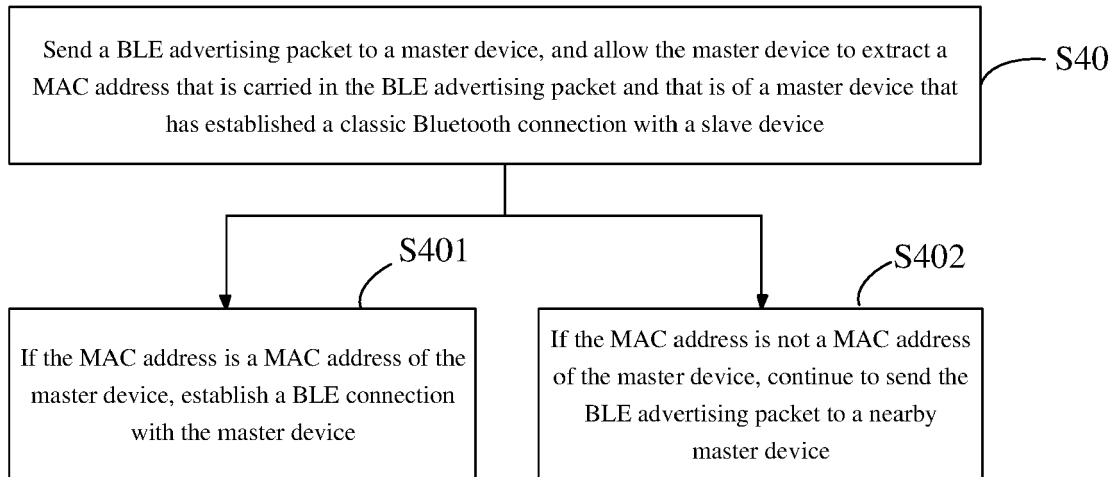 Send a BLE advertising packet to a master device, and allow the master device to extract a
MAC address that is carried in the BLE advertising packet and that is of a master device that
has established a classic Bluetooth connection with a slave device
S40
S401
S402
If the MAC address is a MAC address of the
master device, establish a BLE connection
with the master device
If the MAC address is not a MAC address
of the master device, continue to send the
BLE advertising packet to a nearby
master device